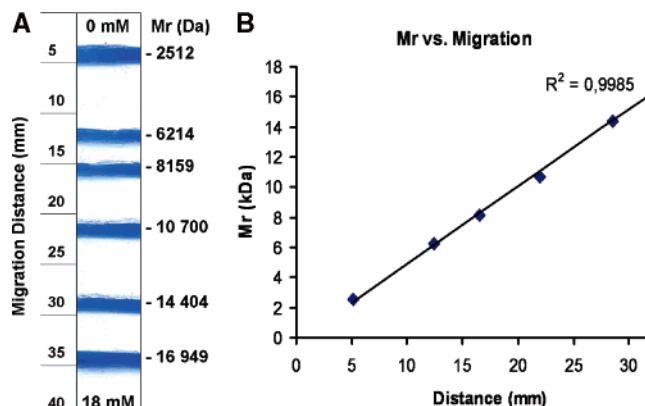 A
0 mM
Mr (Da)
Migration Distance (mm)
5
10
15
20
25
30
35
40
- 2512
- 6214
- 8159
- 10 700
- 14 404
- 16 949
18 mM
B
Mr vs. Migration
R² = 0,9985
Mr (kDa)
18
16
14
12
10
8
6
4
2
0
0
5
10
15
20
25
30
Distance (mm)